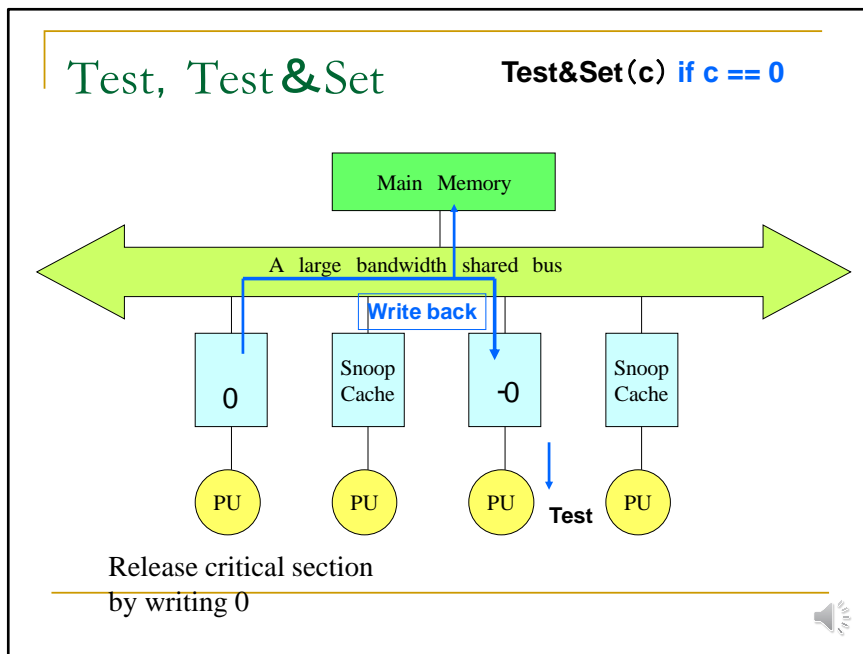 Test, Test&Set
Test&Set(c) if c == 0
Main Memory
A large bandwidth shared bus
Write back
0
Snoop
Cache
-0
Snoop
Cache
PU
PU
PU
Test
PU
Release critical section
by writing 0